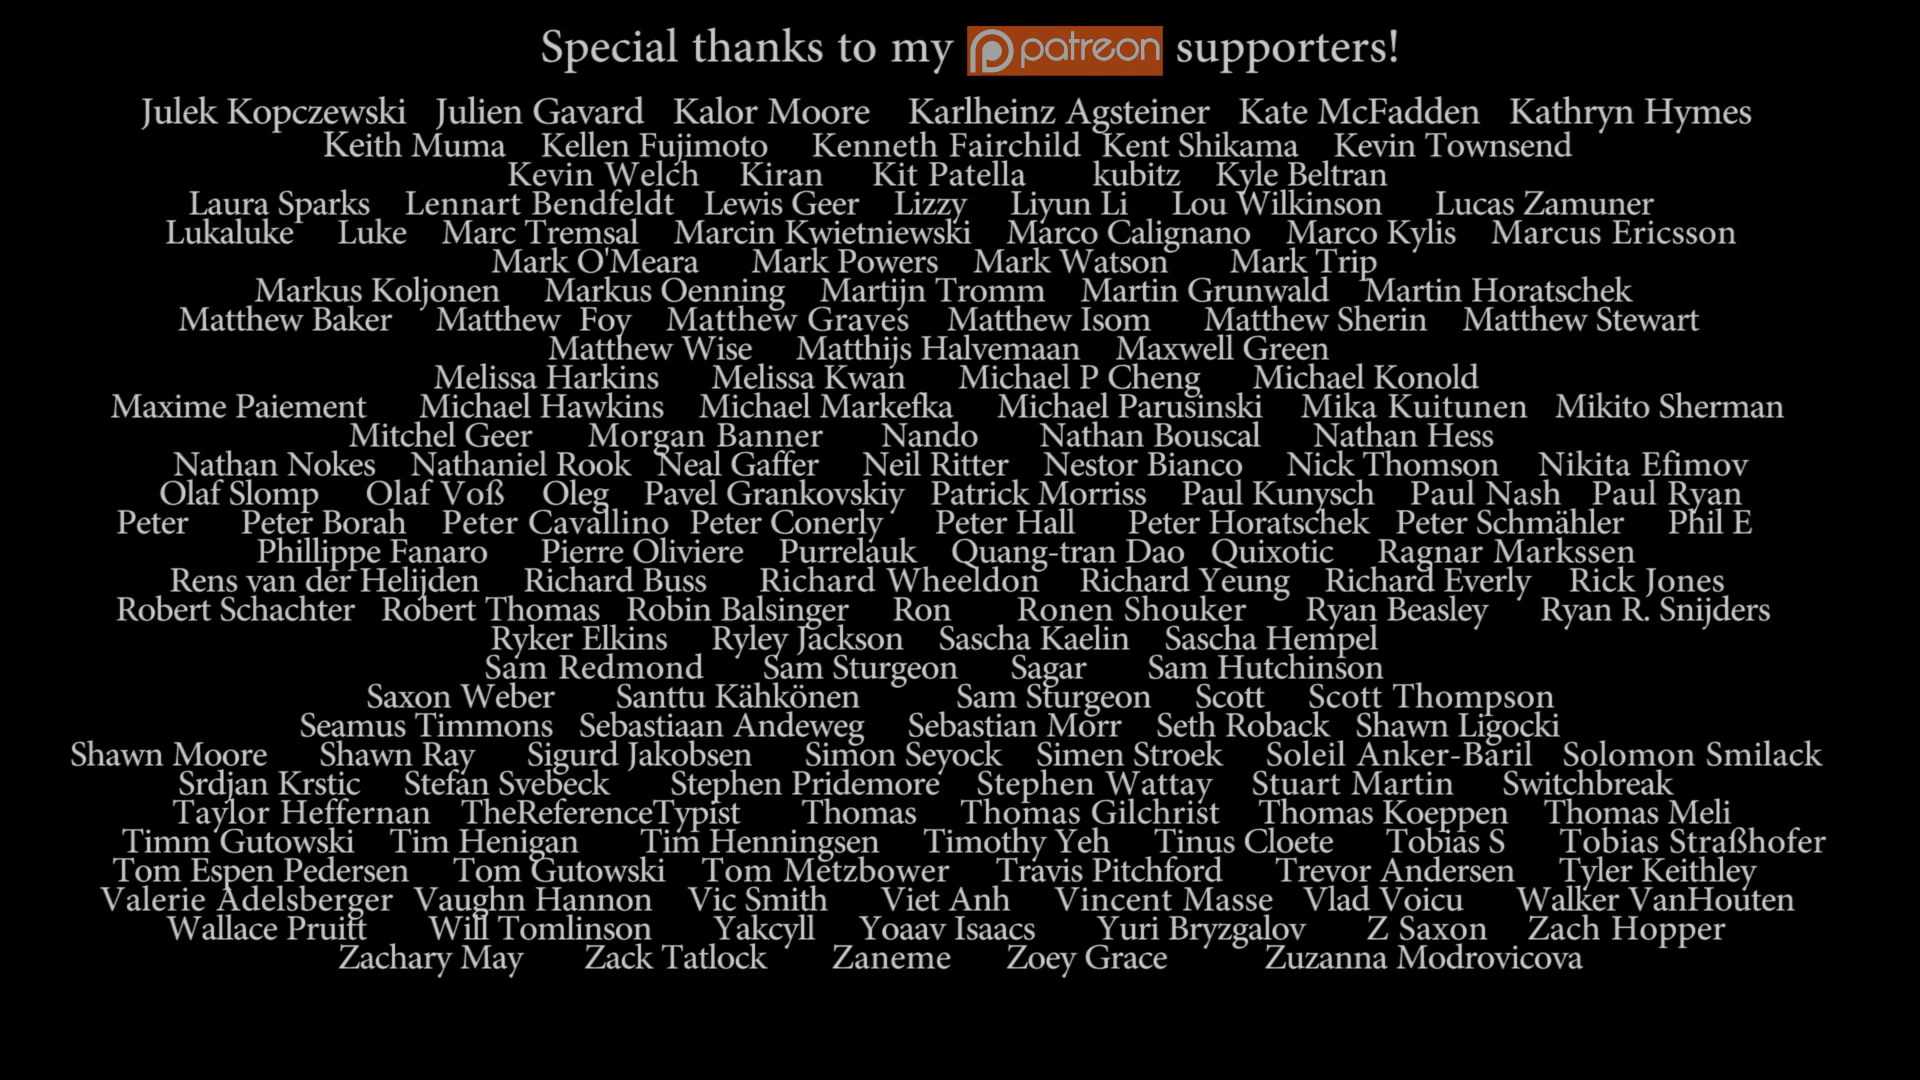 Special thanks to my patreon supporters!
Julek Kopczewski Julien Gavard Kalor Moore Karlheinz Agsteiner Kate McFadden Kathryn Hymes
Keith Muma Kellen Fujimoto Kenneth Fairchild Kent Shikama Kevin Townsend
Kevin Welch Kiran Kit Patella kubitz Kyle Beltran
Laura Sparks Lennart Bendfeldt Lewis Geer Lizzy Liyun Li Lou Wilkinson Lucas Zamuner
Lukaluke Luke Marc Tremsal Marcin Kwietniewski Marco Calignano Marco Kylis Marcus Ericsson
Mark O'Meara Mark Powers Mark Watson Mark Trip
Markus Koljonen Markus Oenning Martijn Tromm Martin Grunwald Martin Horatschek
Matthew Baker Matthew Foy Matthew Graves Matthew Isom Matthew Sherin Matthew Stewart
Matthew Wise Matthijs Halvemaan Maxwell Green
Melissa Harkins Melissa Kwan Michael P Cheng Michael Konold
Maxime Paiement Michael Hawkins Michael Markefka Michael Parusinski Mika Kuitunen Mikito Sherman
Mitchel Geer Morgan Banner Nando Nathan Bouscal Nathan Hess
Nathan Nokes Nathaniel Rook Neal Gaffer Neil Ritter Nestor Bianco Nick Thomson Nikita Efimov
Olaf Slomp Olaf Voß Oleg Pavel Grankovskiy Patrick Morriss Paul Kunysch Paul Nash Paul Ryan
Peter Peter Borah Peter Cavallino Peter Conerly Peter Hall Peter Horatschek Peter Schmähler Phil E
Phillippe Fanaro Pierre Oliviere Purrelauk Quang-tran Dao Quixotic Ragnar Markssen
Rens van der Helijden Richard Buss Richard Wheeldon Richard Yeung Richard Everly Rick Jones
Robert Schachter Robert Thomas Robin Balsinger Ron Ronen Shouker Ryan Beasley Ryan R. Snijders
Ryker Elkins Ryley Jackson Sascha Kaelin Sascha Hempel
Sam Redmond Sam Sturgeon Sagar Sam Hutchinson
Saxon Weber Santtu Kähkönen Sam Sturgeon Scott Scott Thompson
Seamus Timmons Sebastiaan Andeweg Sebastian Morr Seth Roback Shawn Ligocki
Shawn Moore Shawn Ray Sigurd Jakobsen Simon Seyock Simen Stroek Soleil Anker-Baril Solomon Smilack
Srdjan Krstic Stefan Svebeck Stephen Pridemore Stephen Wattay Stuart Martin Switchbreak
Taylor Heffernan TheReferenceTypist Thomas Thomas Gilchrist Thomas Koeppen Thomas Meli
Timm Gutowski Tim Henigan Tim Henningsen Timothy Yeh Tinus Cloete Tobias S Tobias Straßhofer
Tom Espen Pedersen Tom Gutowski Tom Metzbower Travis Pitchford Trevor Andersen Tyler Keithley
Valerie Adelsberger Vaughn Hannon Vic Smith Viet Anh Vincent Masse Vlad Voicu Walker VanHouten
Wallace Pruitt Will Tomlinson Yakcyll Yoaav Isaacs Yuri Bryzgalov Z Saxon Zach Hopper
Zachary May Zack Tatlock Zaneme Zoey Grace Zuzanna Modrovicova